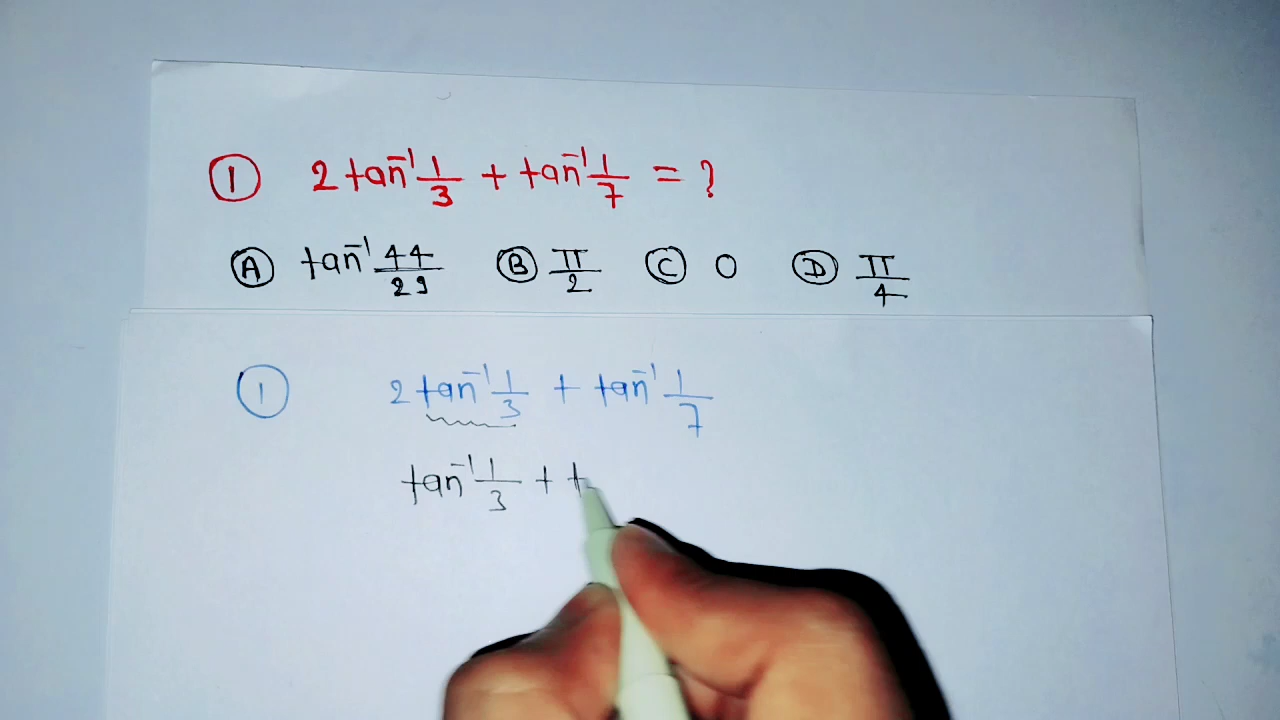 ① 2 tan⁻¹ 1/3 + tan⁻¹ 1/7 = ?
Ⓐ tan⁻¹ 44/29 Ⓑ π/2 Ⓒ 0 Ⓓ π/4
① 2 tan⁻¹ 1/3 + tan⁻¹ 1/7
tan⁻¹ 1/3 + t